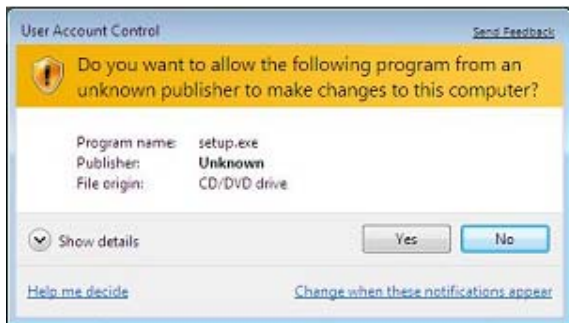 User Account Control
Send Feedback
Do you want to allow the following program from an
unknown publisher to make changes to this computer?
Program name: setup.exe
Publisher: Unknown
File origin: CD/DVD drive
Show details
Yes
No
Help me decide
Change when these notifications appear